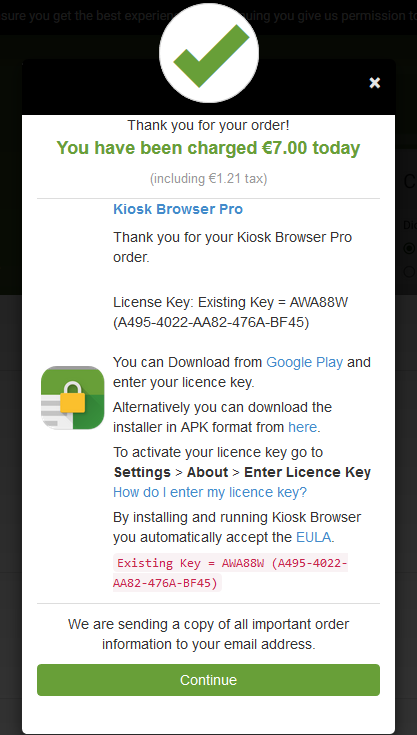 sure you get the best experien
uing you give us permission to
Thank you for your order!
You have been charged €7.00 today
(including €1.21 tax)
Kiosk Browser Pro
Thank you for your Kiosk Browser Pro
order.
License Key: Existing Key = AWA88W
(A495-4022-AA82-476A-BF45)
You can Download from Google Play and
enter your licence key.
Alternatively you can download the
installer in APK format from here.
To activate your licence key go to
Settings > About > Enter Licence Key
How do I enter my licence key?
By installing and running Kiosk Browser
you automatically accept the EULA.
Existing Key = AWA88W (A495-4022-
AA82-476A-BF45)
We are sending a copy of all important order
information to your email address.
Continue